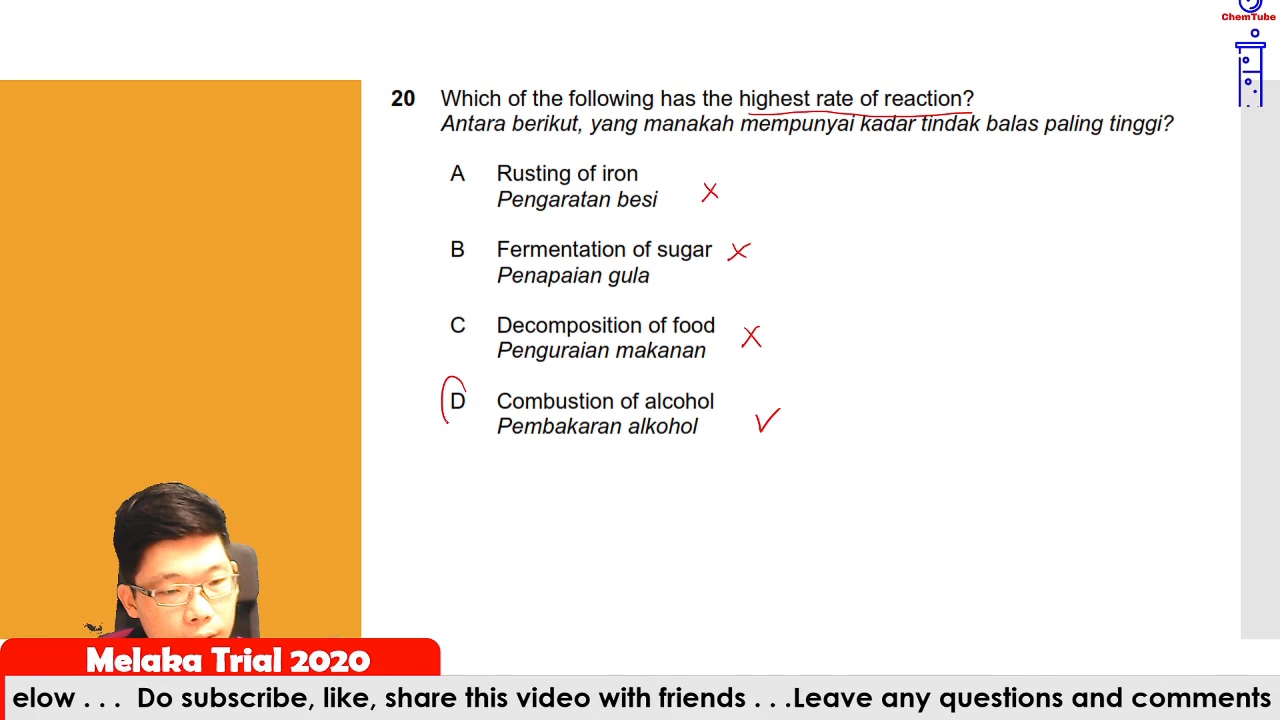 ChemTube
20 Which of the following has the highest rate of reaction?
Antara berikut, yang manakah mempunyai kadar tindak balas paling tinggi?
A Rusting of iron
Pengaratan besi
B Fermentation of sugar
Penapaian gula
C Decomposition of food
Penguraian makanan
D Combustion of alcohol
Pembakaran alkohol
Melaka Trial 2020
elow . . . Do subscribe, like, share this video with friends . . .Leave any questions and comments